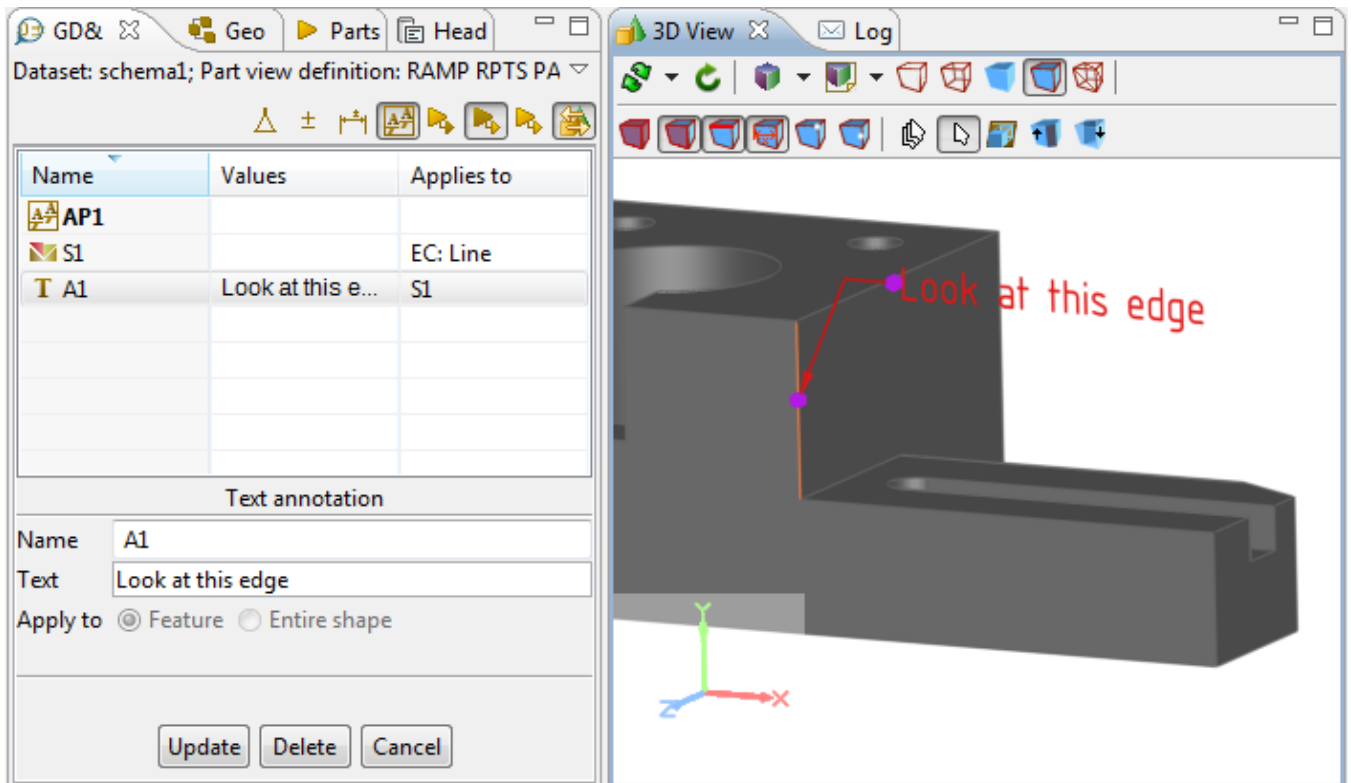 GD& Geo Parts Head
Dataset: schema1; Part view definition: RAMP RPTS PA
Name Values Applies to
AP1
S1 EC: Line
T A1 Look at this e... S1
Text annotation
Name A1
Text Look at this edge
Apply to Feature Entire shape
Update Delete Cancel
3D View Log
Look at this edge
Y
Z X